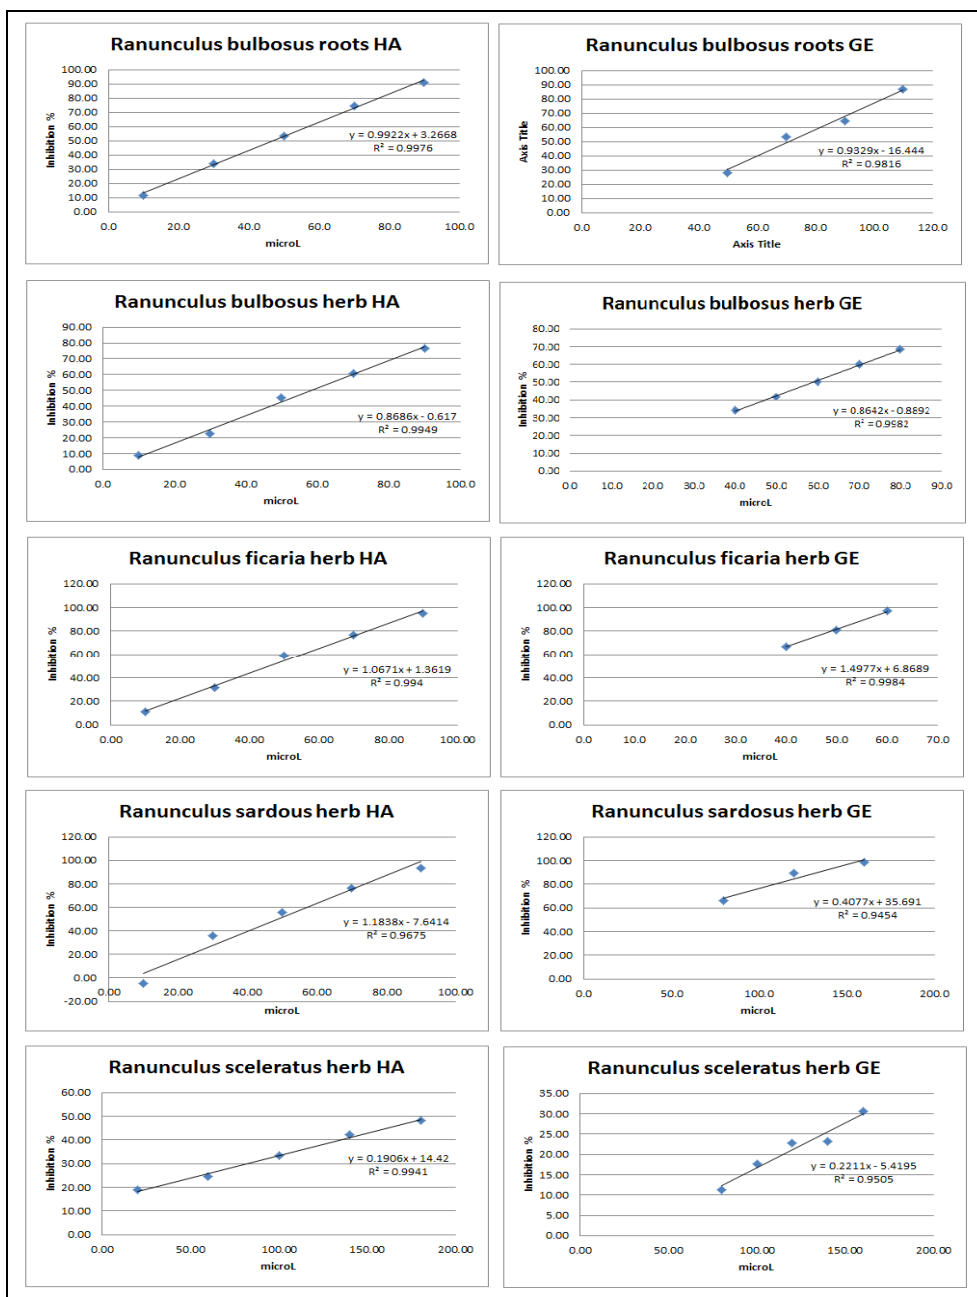 Ranunculus bulbosus roots HA
100.00
90.00
80.00
70.00
60.00
50.00
40.00
30.00
20.00
10.00
0.00
Inhibition %
y = 0.9922x + 3.2668
R² = 0.9976
0.0 20.0 40.0 60.0 80.0 100.0
microL
Ranunculus bulbosus roots GE
100.00
90.00
80.00
70.00
60.00
50.00
40.00
30.00
20.00
10.00
0.00
Axis Title
y = 0.9329x - 16.444
R² = 0.9816
0.0 20.0 40.0 60.0 80.0 100.0 120.0
Axis Title
Ranunculus bulbosus herb HA
90.00
80.00
70.00
60.00
50.00
40.00
30.00
20.00
10.00
0.00
Inhibition %
y = 0.8686x - 0.617
R² = 0.9949
0.0 20.0 40.0 60.0 80.0 100.0
microL
Ranunculus bulbosus herb GE
80.00
70.00
60.00
50.00
40.00
30.00
20.00
10.00
0.00
Inhibition %
y = 0.8642x - 0.8892
R² = 0.9982
0.0 10.0 20.0 30.0 40.0 50.0 60.0 70.0 80.0 90.0
microL
Ranunculus ficaria herb HA
120.00
100.00
80.00
60.00
40.00
20.00
0.00
Inhibition %
y = 1.0671x + 1.3619
R² = 0.994
0.00 20.00 40.00 60.00 80.00 100.00
microL
Ranunculus ficaria herb GE
120.00
100.00
80.00
60.00
40.00
20.00
0.00
Inhibition %
y = 1.4977x + 6.8689
R² = 0.9984
0.0 10.0 20.0 30.0 40.0 50.0 60.0 70.0
microL
Ranunculus sardous herb HA
120.00
100.00
80.00
60.00
40.00
20.00
0.00
-20.00
Inhibition %
y = 1.1838x - 7.6414
R² = 0.9675
0.00 20.00 40.00 60.00 80.00 100.00
microL
Ranunculus sardosus herb GE
120.00
100.00
80.00
60.00
40.00
20.00
0.00
Inhibition %
y = 0.4077x + 35.691
R² = 0.9454
0.0 50.0 100.0 150.0 200.0
microL
Ranunculus sceleratus herb HA
60.00
50.00
40.00
30.00
20.00
10.00
0.00
Inhibition %
y = 0.1906x + 14.42
R² = 0.9941
0.00 50.00 100.00 150.00 200.00
microL
Ranunculus sceleratus herb GE
35.00
30.00
25.00
20.00
15.00
10.00
5.00
0.00
Inhibition %
y = 0.2211x - 5.4195
R² = 0.9505
0.00 50.00 100.00 150.00 200.00
microL